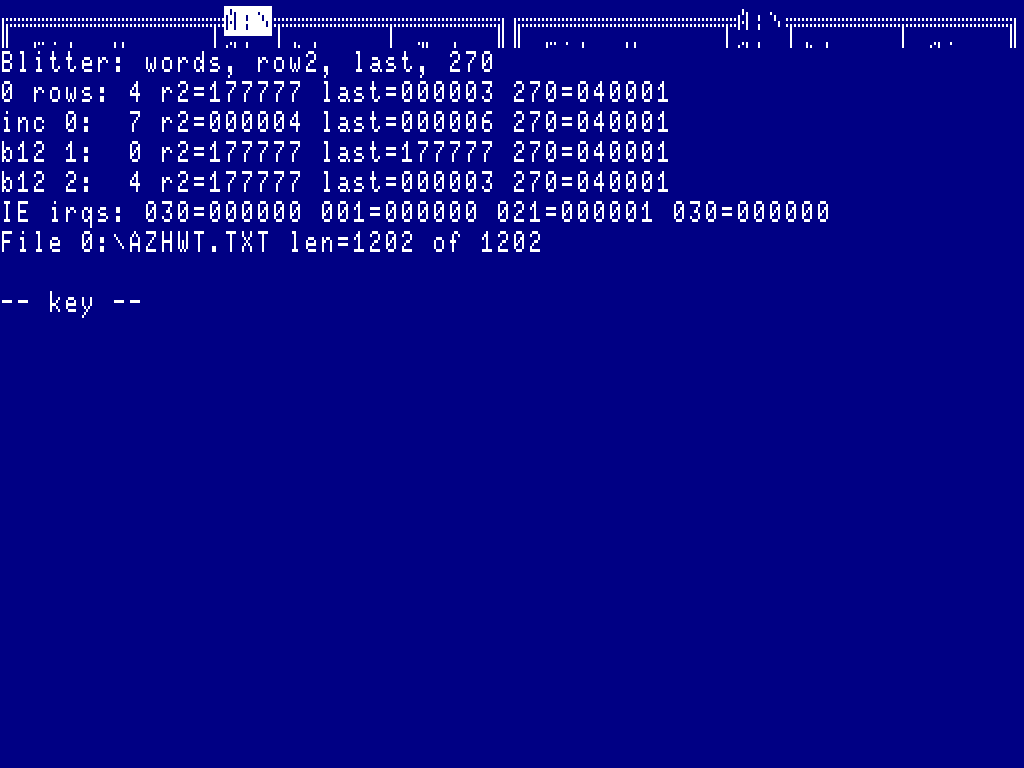 Blitter: words, row2, last, 270
0 rows: 4 r2=177777 last=000003 270=040001
inc 0:  7 r2=000004 last=000006 270=040001
b12 1:  0 r2=177777 last=177777 270=040001
b12 2:  4 r2=177777 last=000003 270=040001
IE irqs: 030=000000 001=000000 021=000001 030=000000
File 0:\AZHWT.TXT len=1202 of 1202
-- key --